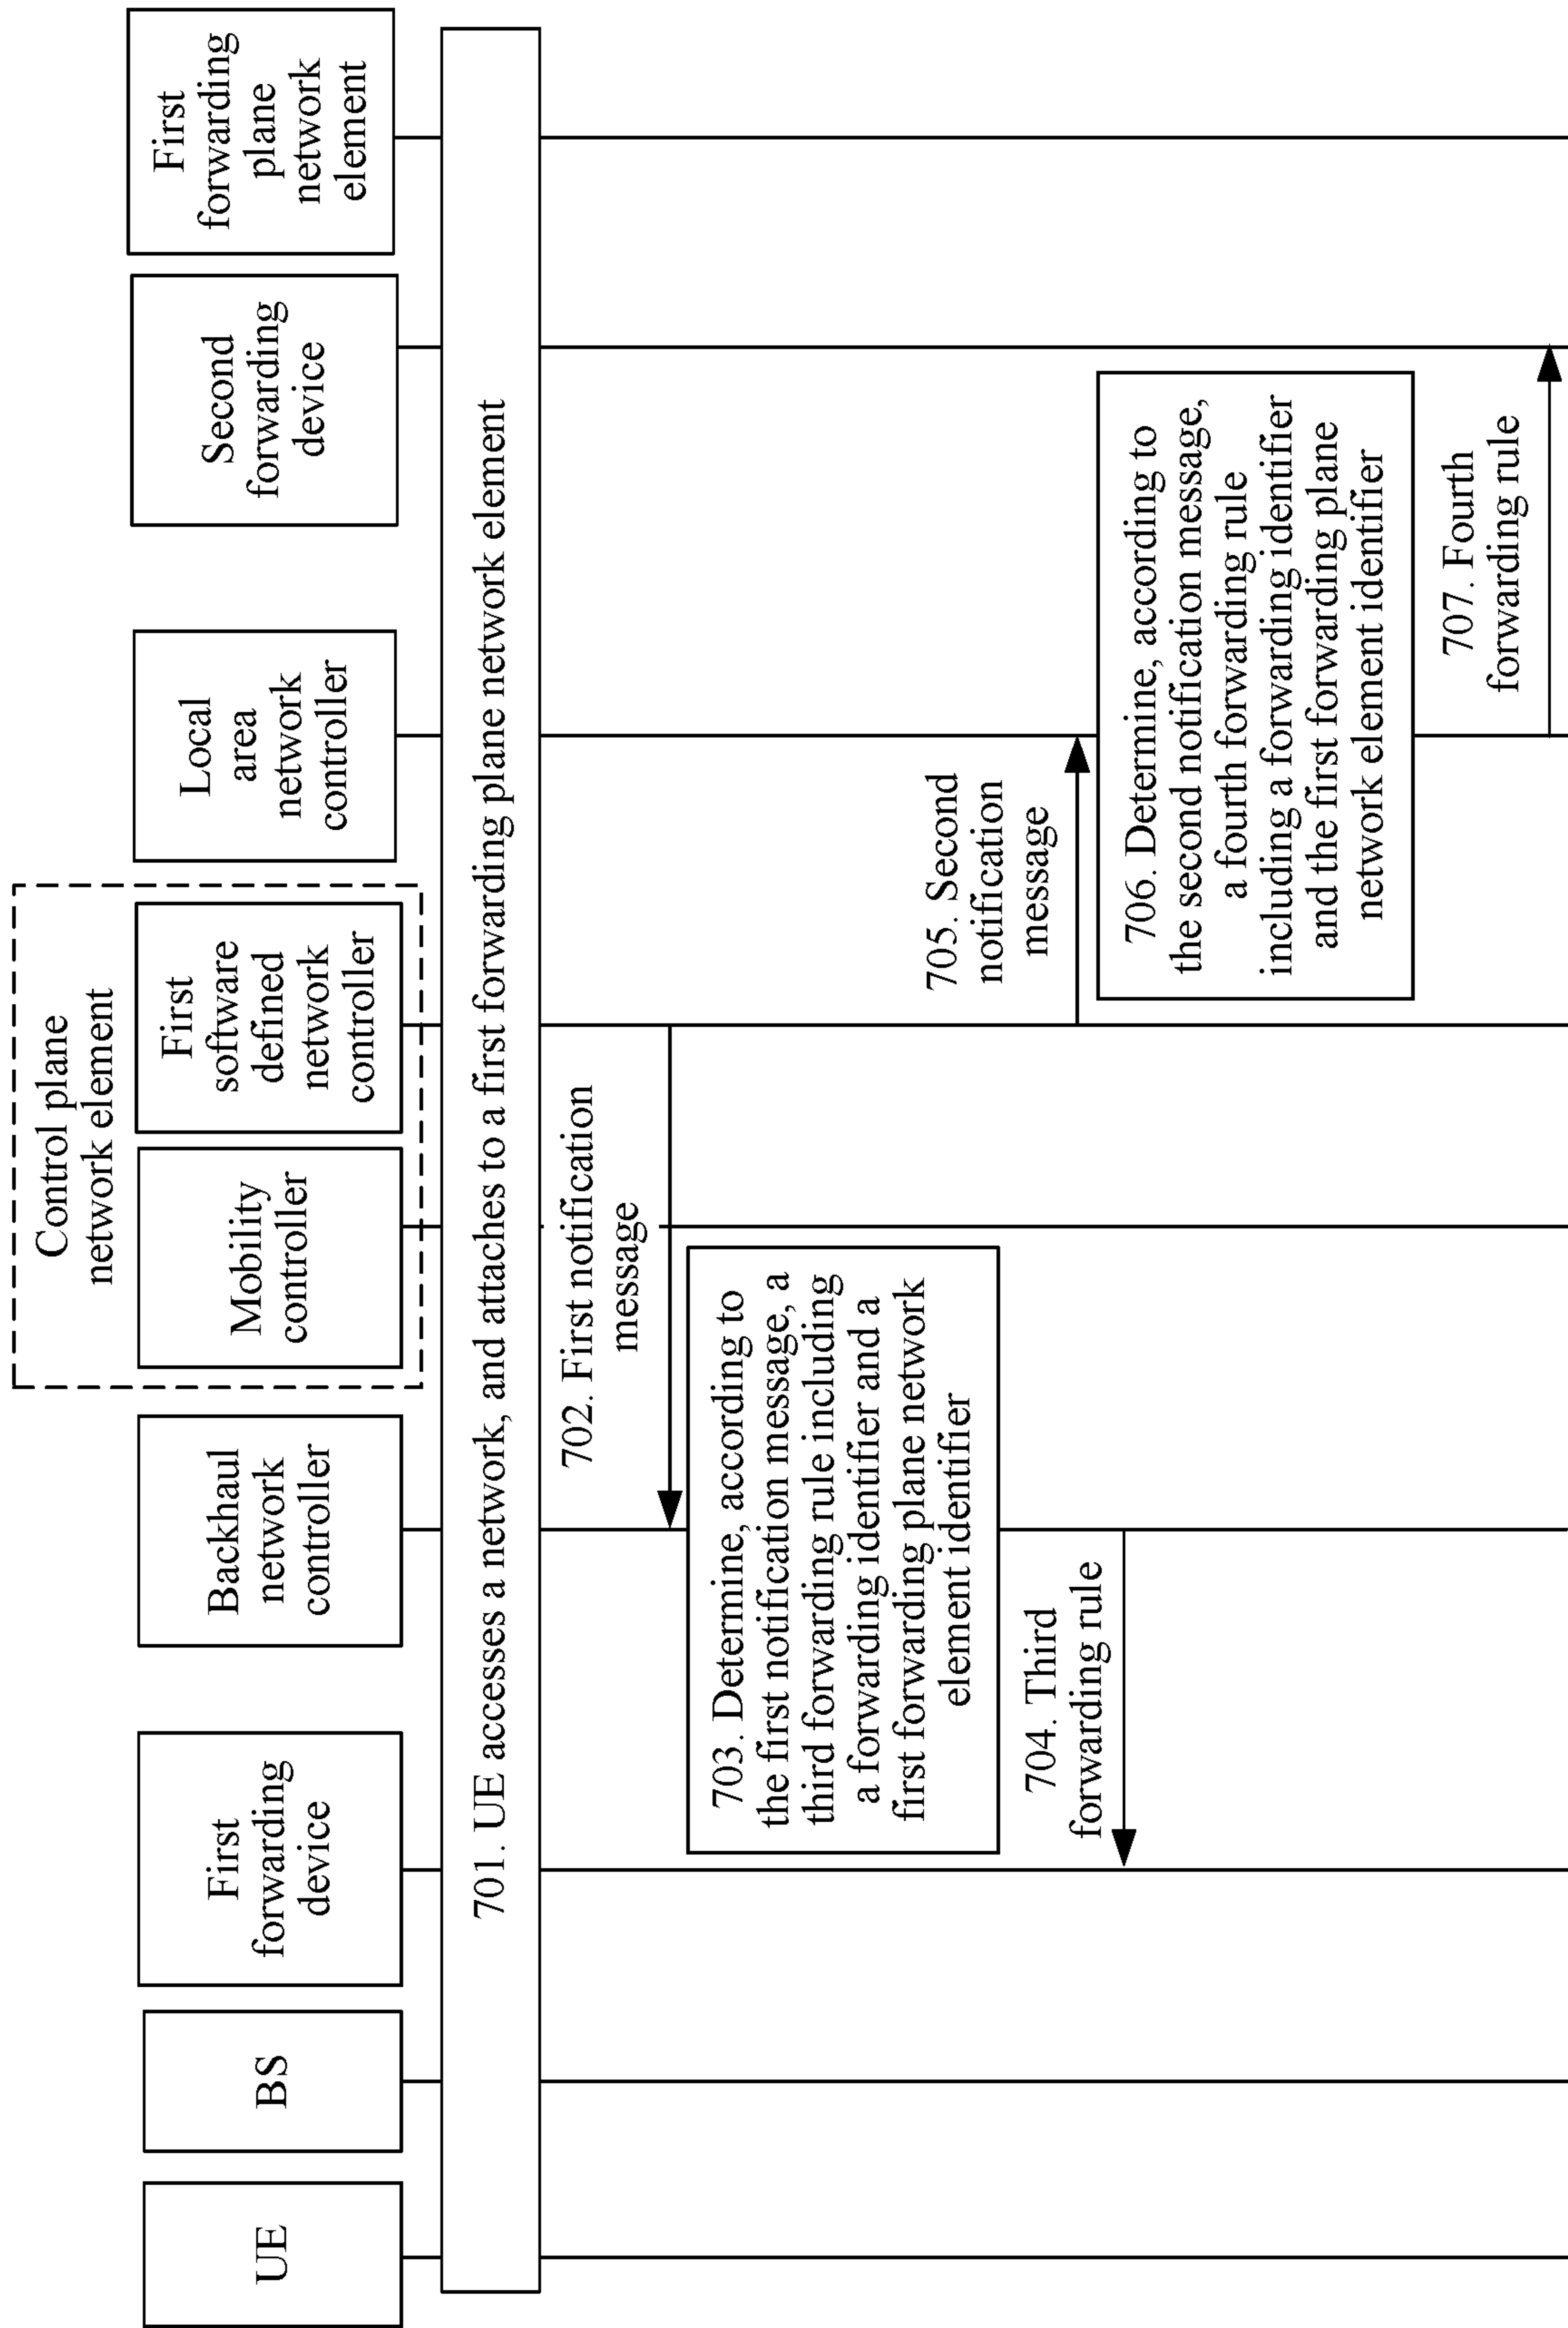 Control plane
network element
UE
BS
First
forwarding
device
Backhaul
network
controller
Mobility
controller
First
software
defined
network
controller
Local
area
network
controller
Second
forwarding
device
First
forwarding
plane
network
element
701. UE accesses a network, and attaches to a first forwarding plane network element
702. First notification
message
703. Determine, according to
the first notification message, a
third forwarding rule including
a forwarding identifier and a
first forwarding plane network
element identifier
704. Third
forwarding rule
705. Second
notification
message
706. Determine, according to
the second notification message,
a fourth forwarding rule
including a forwarding identifier
and the first forwarding plane
network element identifier
707. Fourth
forwarding rule